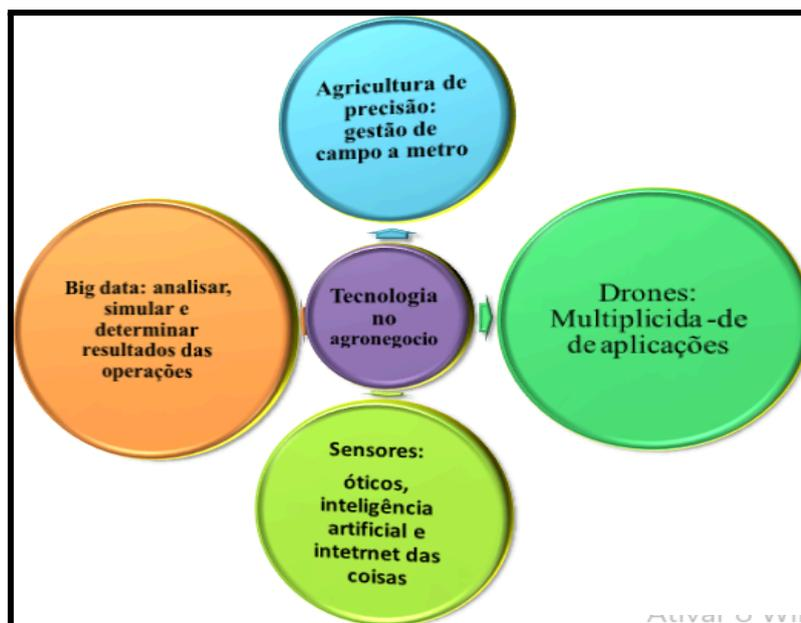 Agricultura de
precisão:
gestão de
campo a metro
Big data: analisar,
simular e
determinar
resultados das
operações
Tecnologia
no
agronegocio
Drones:
Multiplicida -de
de aplicações
Sensores:
óticos,
inteligência
artificial e
intetrnet das
coisas